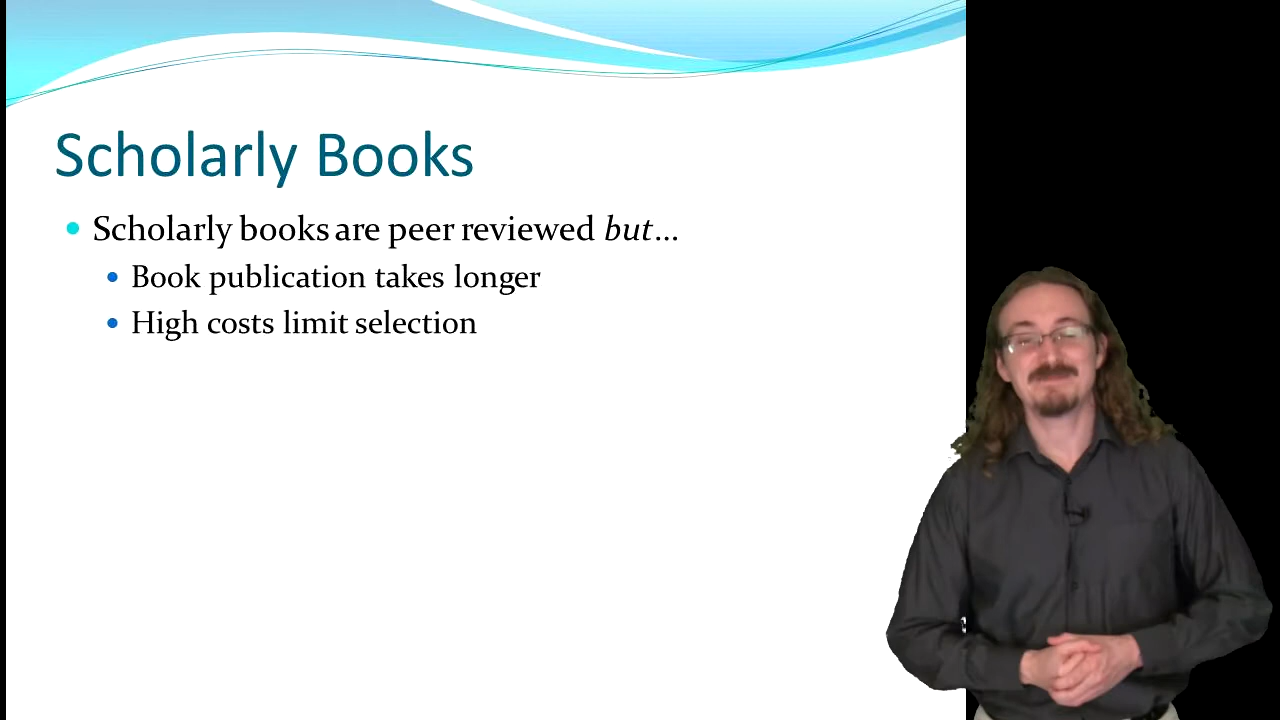 Scholarly Books
Scholarly books are peer reviewed but...
Book publication takes longer
High costs limit selection